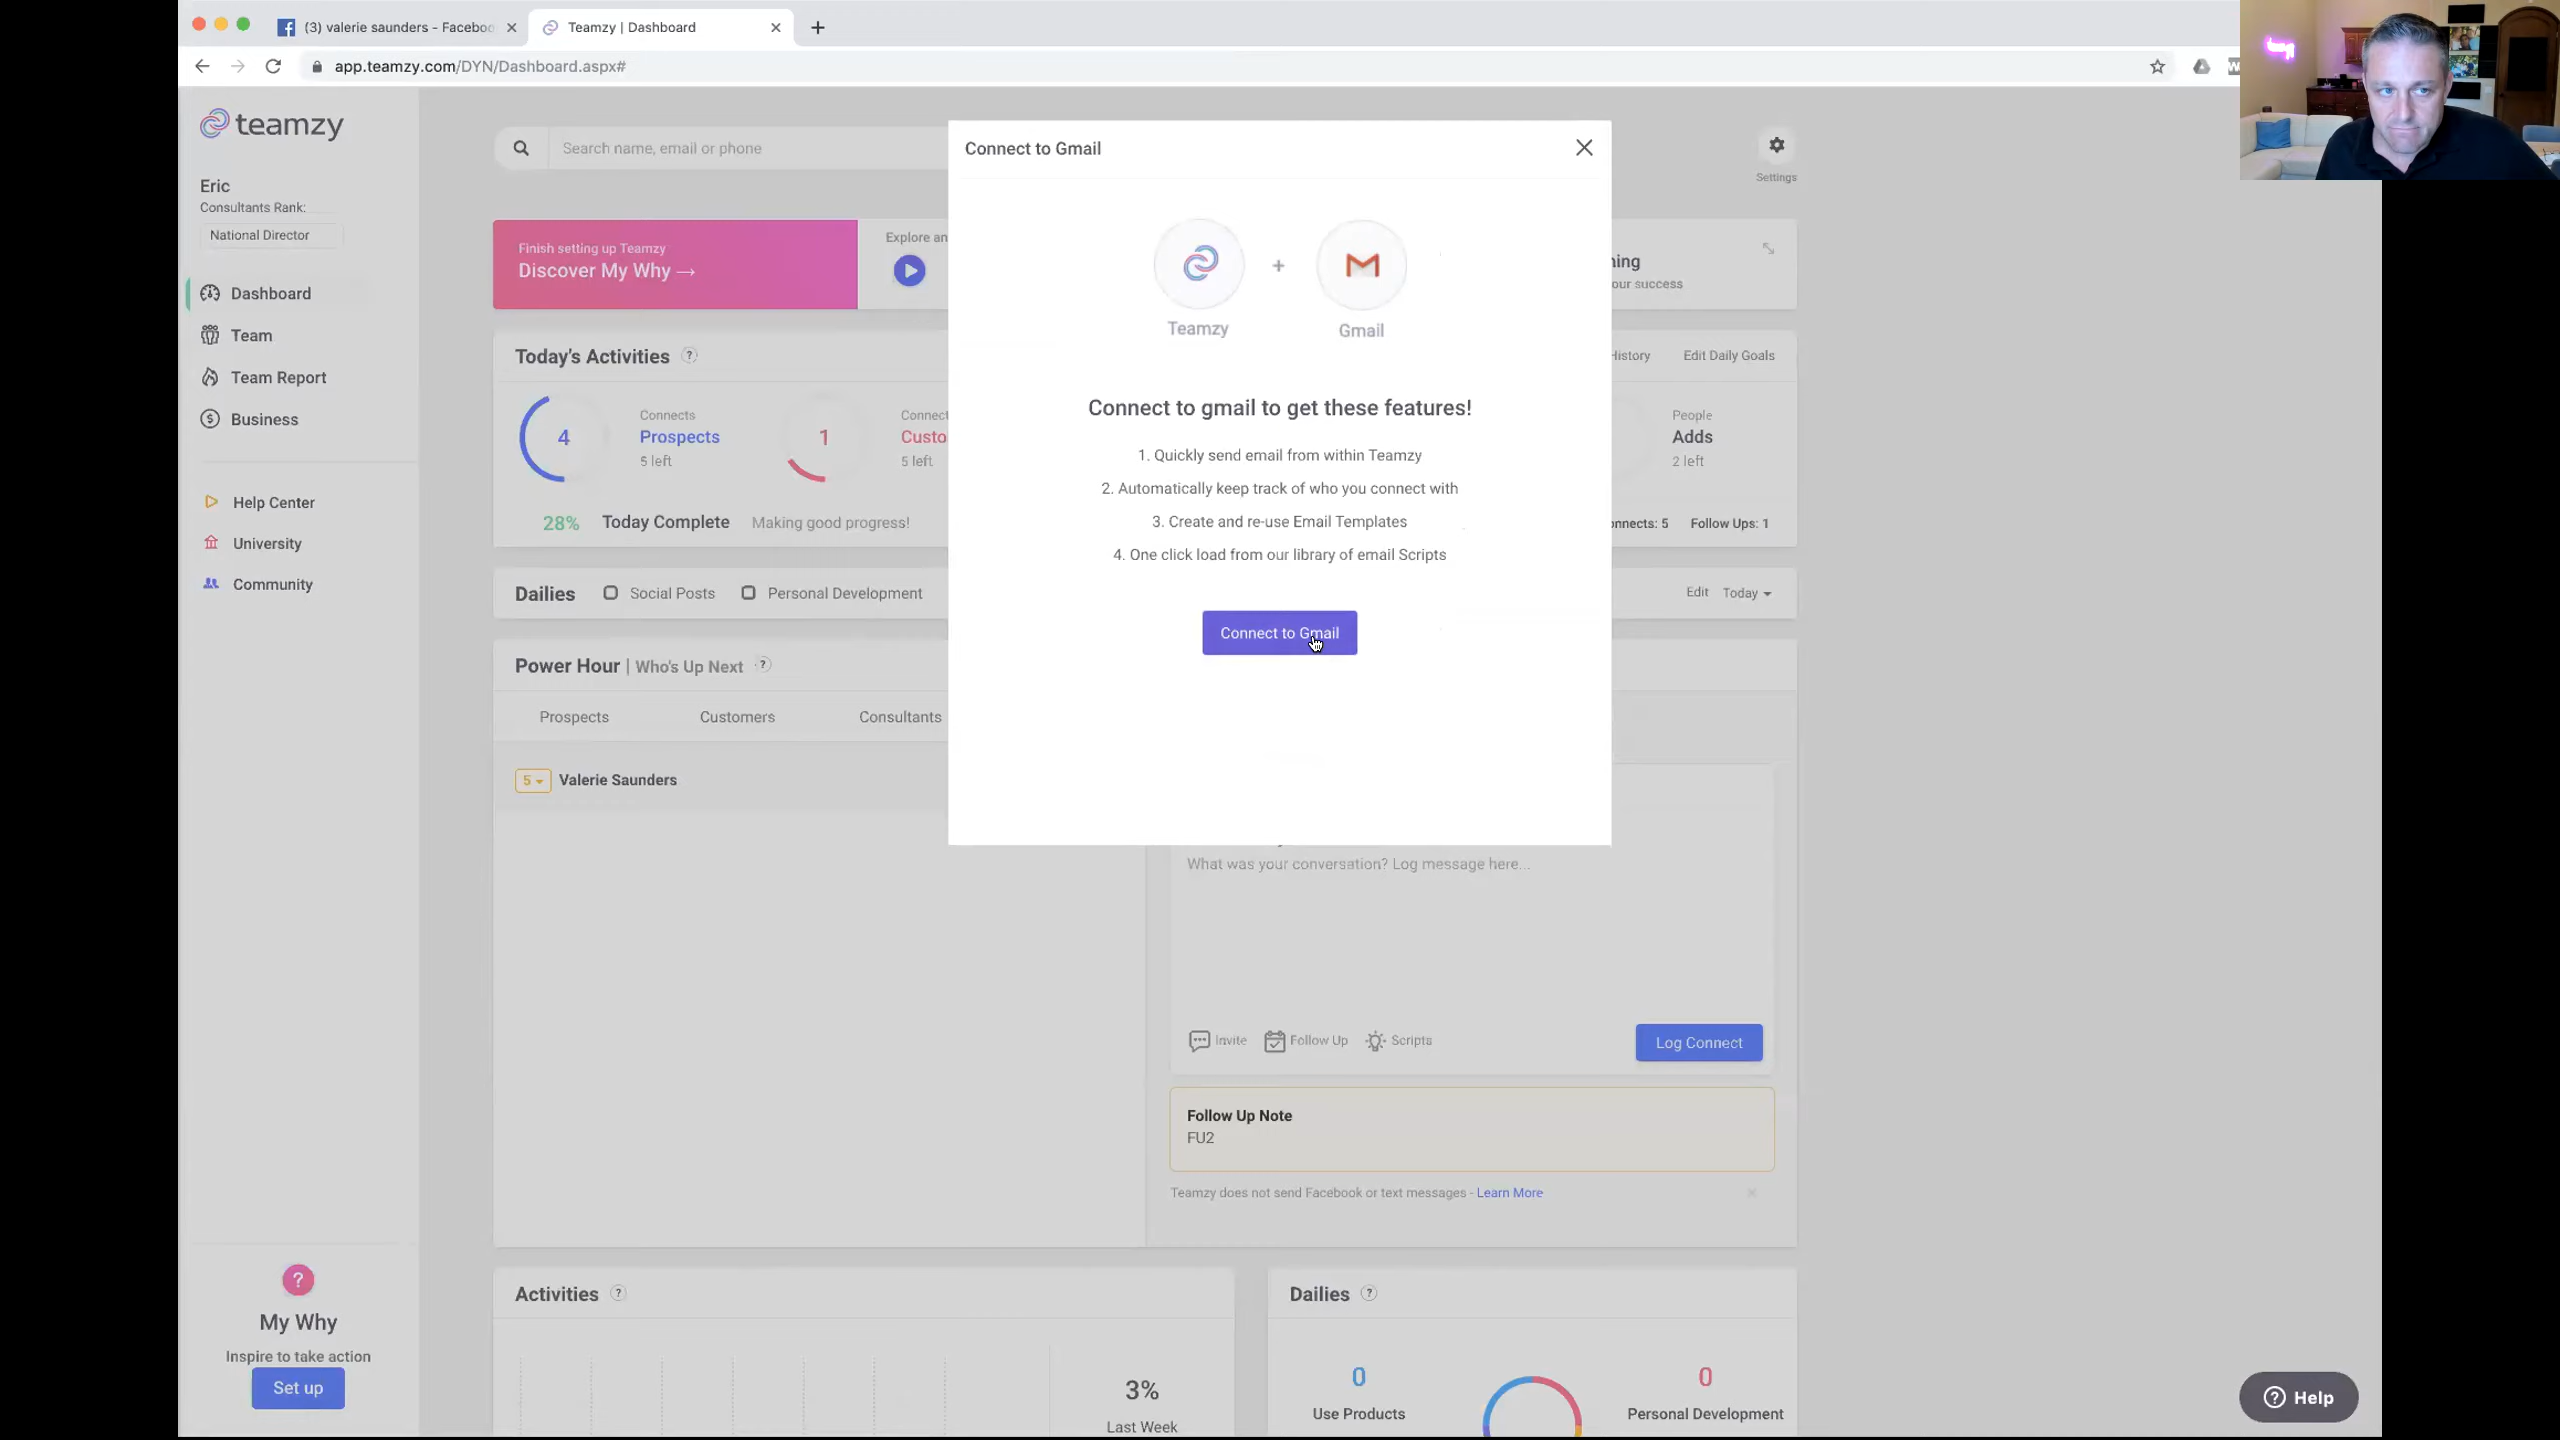 (3) valerie saunders - Faceboo
Teamzy | Dashboard
app.teamzy.com/DYN/Dashboard.aspx#
teamzy
Eric
Consultants Rank:
National Director
Dashboard
Team
Team Report
Business
Help Center
University
Community
My Why
Inspire to take action
Set up
Search name, email or phone
Settings
Finish setting up Teamzy
Discover My Why →
Explore an
ning
our success
Today's Activities ?
History
Edit Daily Goals
4
Connects
Prospects
5 left
1
Connect
Custo
5 left
People
Adds
2 left
28% Today Complete Making good progress!
onnects: 5 Follow Ups: 1
Dailies Social Posts Personal Development
Edit Today
Power Hour | Who's Up Next ?
Prospects Customers Consultants
5 Valerie Saunders
Connect to Gmail
Teamzy
+
Gmail
Connect to gmail to get these features!
1. Quickly send email from within Teamzy
2. Automatically keep track of who you connect with
3. Create and re-use Email Templates
4. One click load from our library of email Scripts
Connect to Gmail
What was your conversation? Log message here...
Invite Follow Up Scripts
Log Connect
Follow Up Note
FU2
Teamzy does not send Facebook or text messages - Learn More
Activities ?
3%
Last Week
Dailies ?
0
Use Products
0
Personal Development
? Help